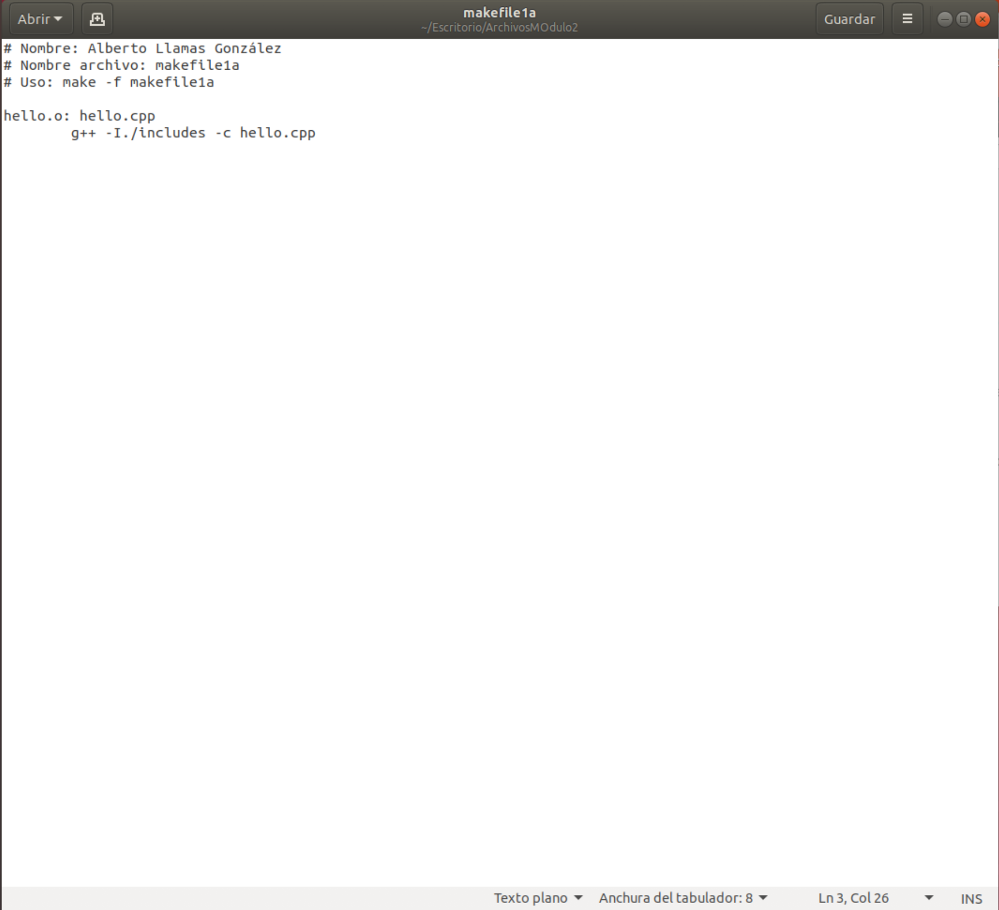 Abrir
makefile1a
~/Escritorio/ArchivosMOdulo2
Guardar
# Nombre: Alberto Llamas González
# Nombre archivo: makefile1a
# Uso: make -f makefile1a
hello.o: hello.cpp
g++ -I./includes -c hello.cpp
Texto plano
Anchura del tabulador: 8
Ln 3, Col 26
INS